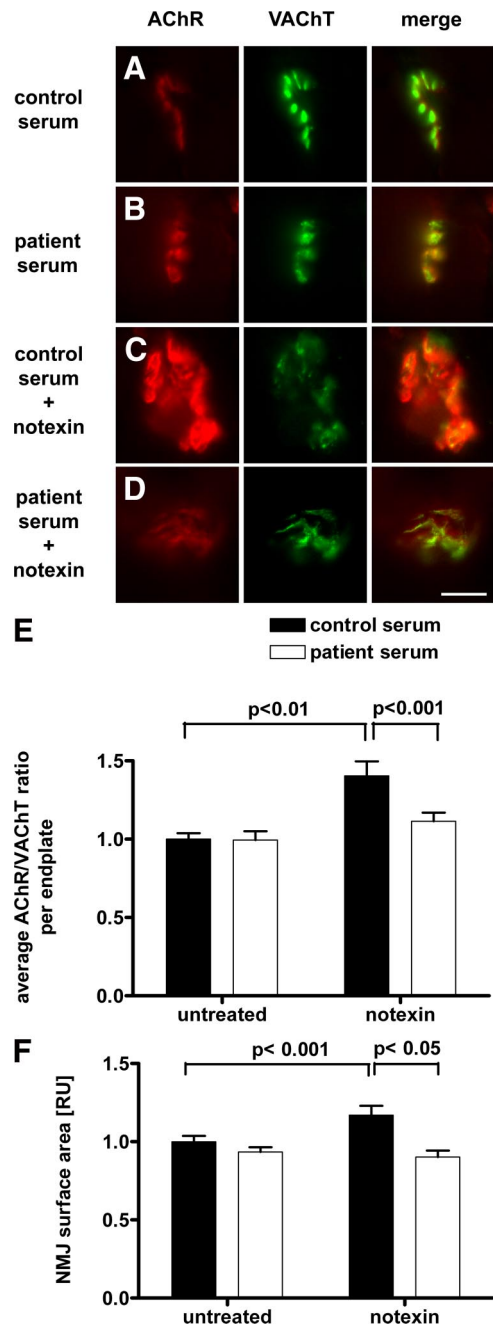 AChR VAChT merge
A
control
serum
B
patient
serum
C
control
serum
+
notexin
D
patient
serum
+
notexin
E
control serum
patient serum
p<0.01
p<0.001
average AChR/VAChT ratio
per endplate
1.5
1.0
0.5
0.0
untreated notexin
F
p< 0.001
p< 0.05
NMJ surface area [RU]
1.5
1.0
0.5
0.0
untreated notexin